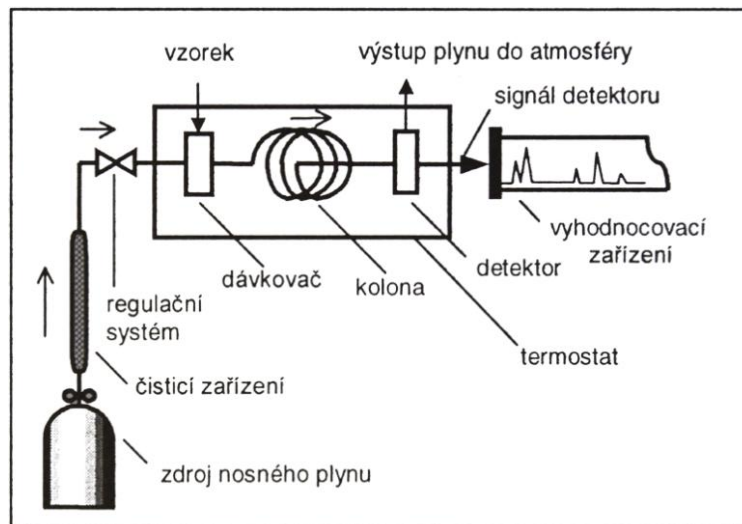 vzorek
výstup plynu do atmosféry
signál detektoru
vyhodnocovací
zařízení
dávkovač
kolona
detektor
regulační
systém
termostat
čisticí zařízení
zdroj nosného plynu